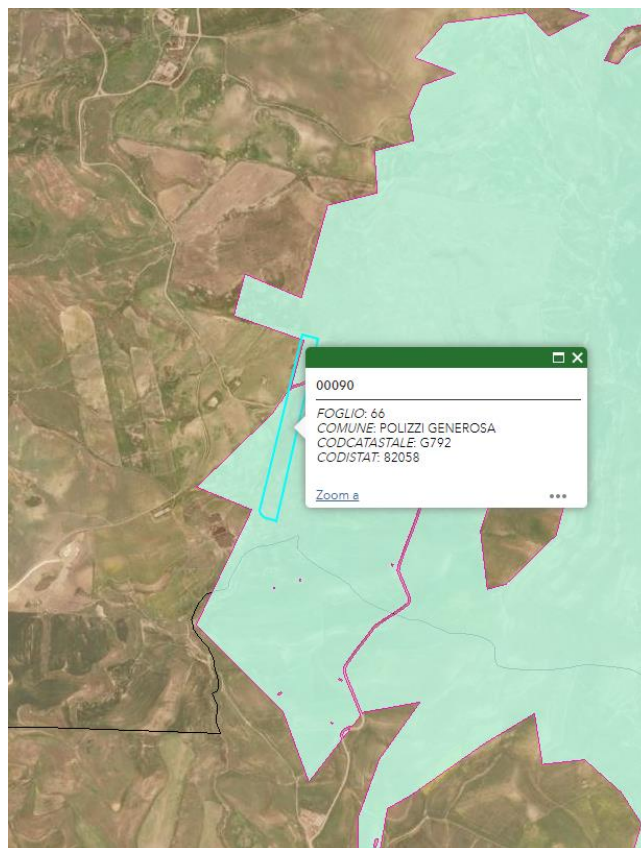 00090
FOGLIO: 66
COMUNE: POLIZZI GENEROSA
CODCATASTALE: G792
CODISTAT: 82058
Zoom a